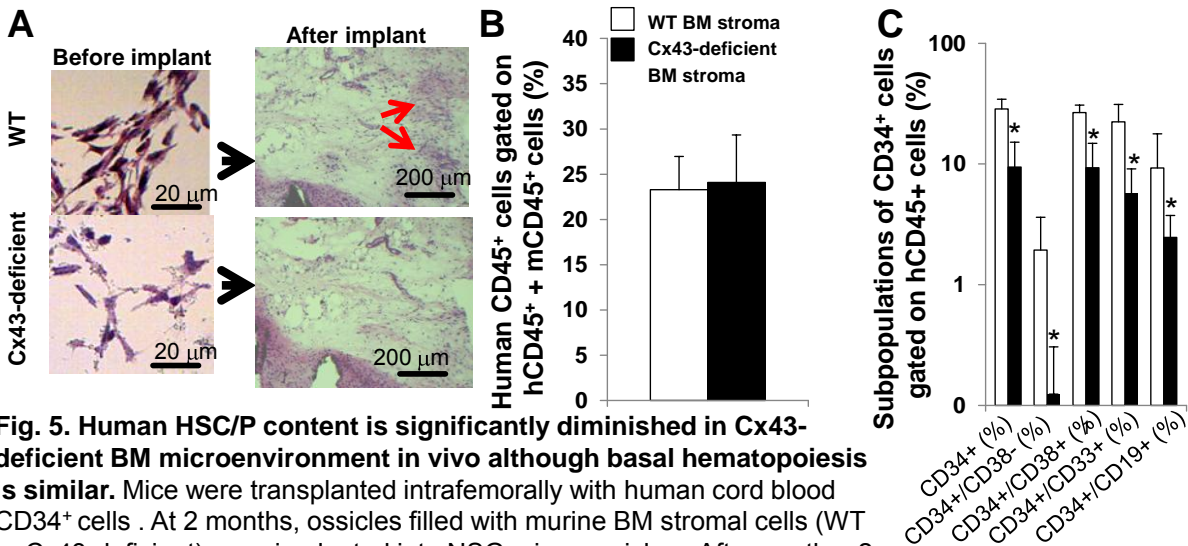 A
Before implant
After implant
WT
20 μm
200 μm
Cx43-deficient
20 μm
200 μm
B
WT BM stroma
Cx43-deficient
BM stroma
Human CD45⁺ cells gated on
hCD45⁺ + mCD45⁺ cells (%)
40
35
30
25
20
15
10
5
0
C
Subpopulations of CD34⁺ cells
gated on hCD45+ cells (%)
100
10
1
0
*
*
*
*
*
CD34+ (%)
CD34+/CD38- (%)
CD34+/CD38+ (%)
CD34+/CD33+ (%)
CD34+/CD19+ (%)
Fig. 5. Human HSC/P content is significantly diminished in Cx43-
deficient BM microenvironment in vivo although basal hematopoiesis
is similar. Mice were transplanted intrafemorally with human cord blood
CD34⁺ cells . At 2 months, ossicles filled with murine BM stromal cells (WT